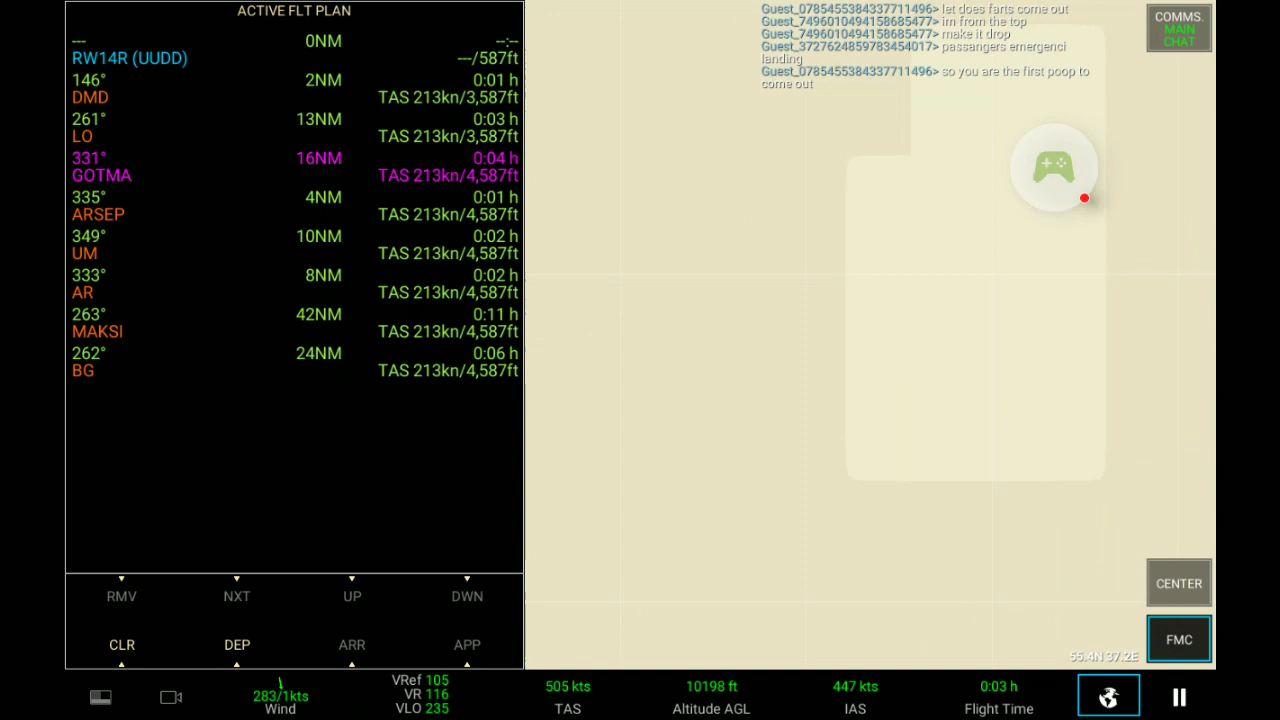 ACTIVE FLT PLAN
--- 0NM --:--
RW14R (UUDD) ---/587ft
146° 2NM 0:01 h
DMD TAS 213kn/3,587ft
261° 13NM 0:03 h
LO TAS 213kn/3,587ft
331° 16NM 0:04 h
GOTMA TAS 213kn/4,587ft
335° 4NM 0:01 h
ARSEP TAS 213kn/4,587ft
349° 10NM 0:02 h
UM TAS 213kn/4,587ft
333° 8NM 0:02 h
AR TAS 213kn/4,587ft
263° 42NM 0:11 h
MAKSI TAS 213kn/4,587ft
262° 24NM 0:06 h
BG TAS 213kn/4,587ft
RMV NXT UP DWN
CLR DEP ARR APP
Guest_0785455384337711496> let does farts come out
Guest_7496010494158685477> im from the top
Guest_7496010494158685477> make it drop
Guest_3727624859783454017> passangers emergenci
landing
Guest_0785455384337711496> so you are the first poop to
come out
COMMS.
MAIN
CHAT
CENTER
FMC
55.4N 37.2E
283/1kts
Wind
VRef 105
VR 116
VLO 235
505 kts
TAS
10198 ft
Altitude AGL
447 kts
IAS
0:03 h
Flight Time